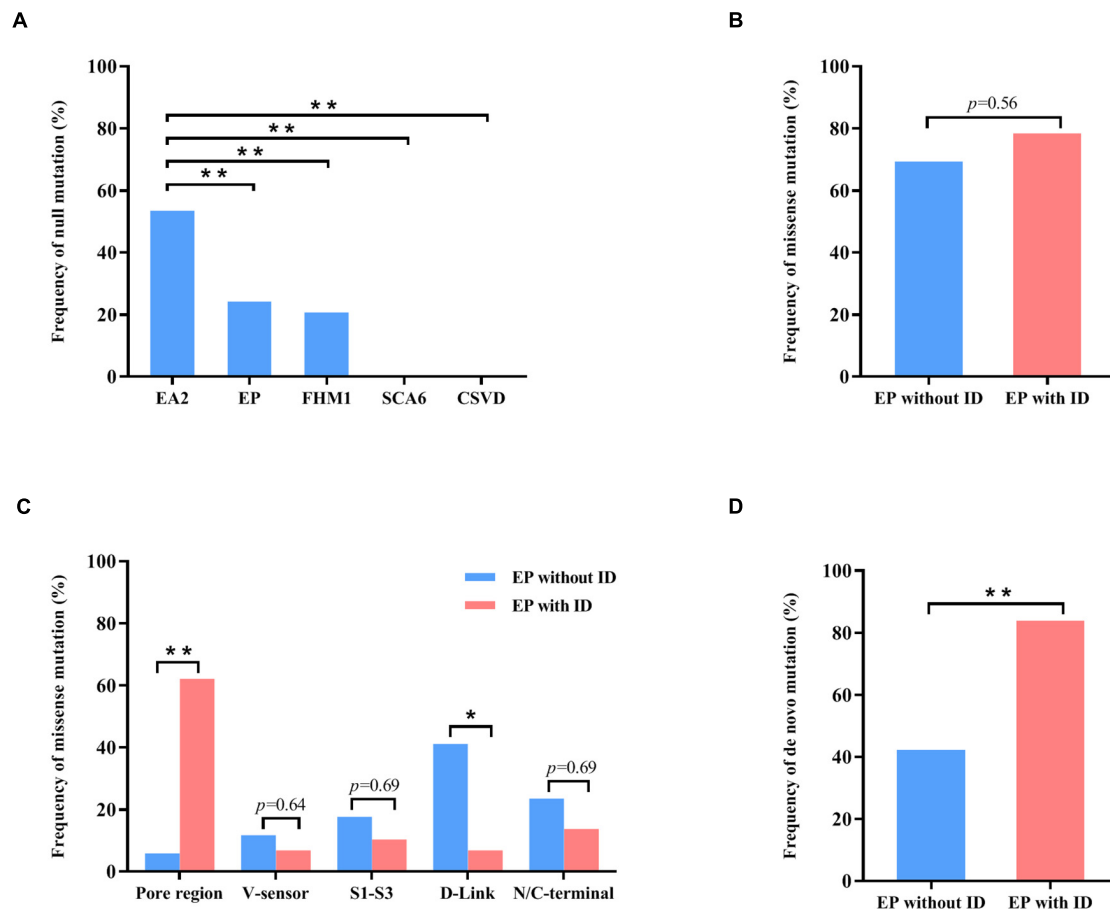 A
Frequency of null mutation (%)
100
80
60
40
20
0
**
**
**
**
EA2 EP FHM1 SCA6 CSVD
B
Frequency of missense mutation (%)
100
80
60
40
20
0
p=0.56
EP without ID EP with ID
C
Frequency of missense mutation (%)
100
80
60
40
20
0
EP without ID
EP with ID
**
p=0.64
p=0.69
*
p=0.69
Pore region V-sensor S1-S3 D-Link N/C-terminal
D
Frequency of de novo mutation (%)
100
80
60
40
20
0
**
EP without ID EP with ID